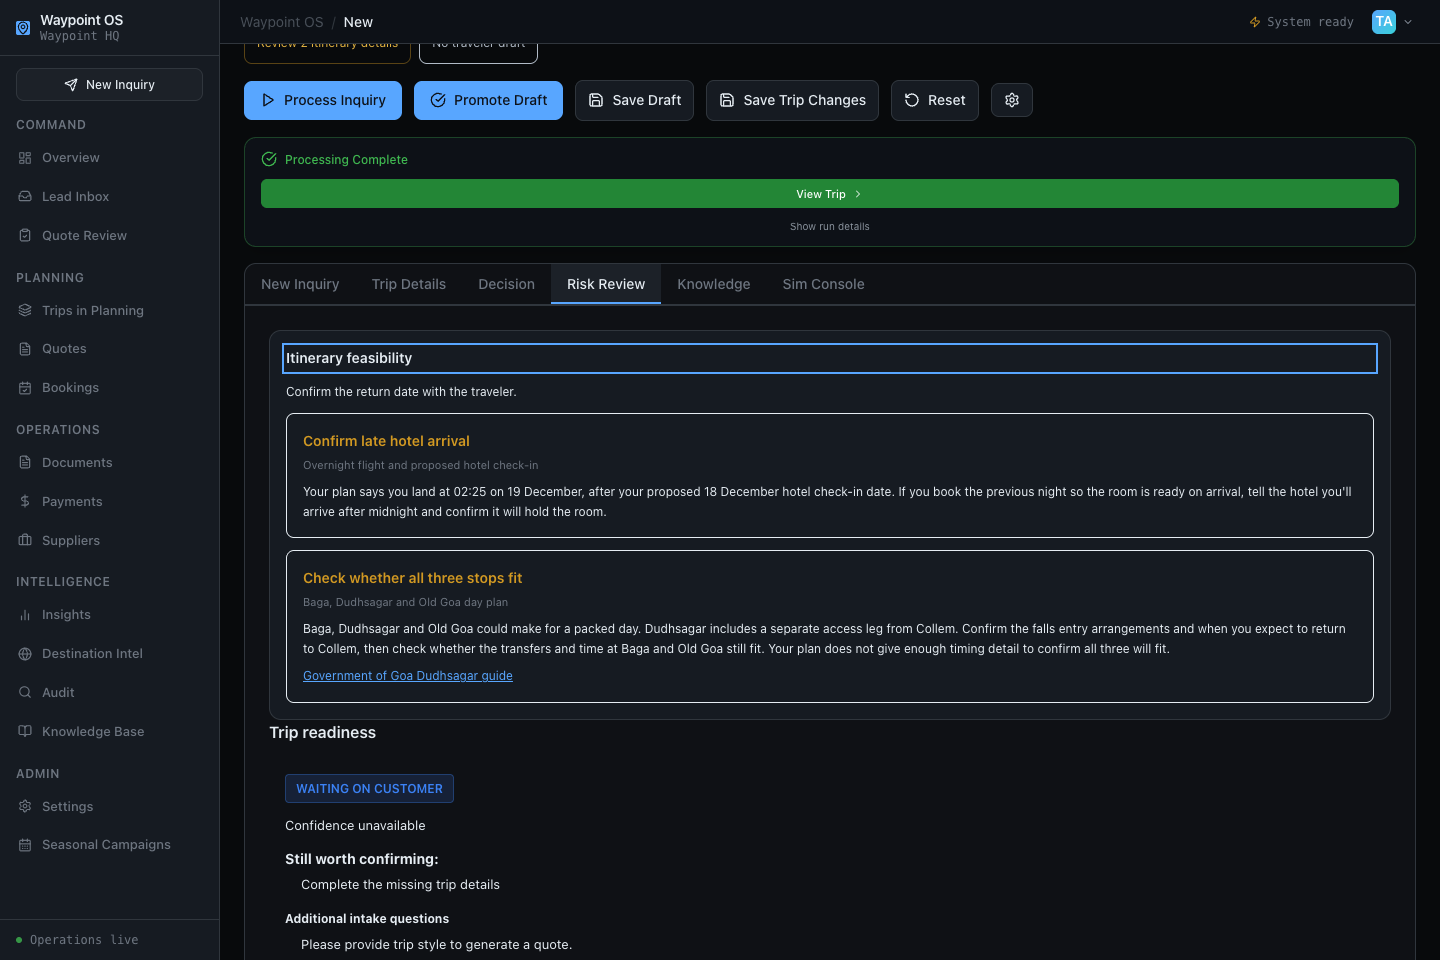 Waypoint OS
Waypoint HQ
New Inquiry
COMMAND
Overview
Lead Inbox
Quote Review
PLANNING
Trips in Planning
Quotes
Bookings
OPERATIONS
Documents
Payments
Suppliers
INTELLIGENCE
Insights
Destination Intel
Audit
Knowledge Base
ADMIN
Settings
Seasonal Campaigns
Operations live
Waypoint OS / New
System ready
TA
Review 2 itinerary details
No traveler draft
Process Inquiry
Promote Draft
Save Draft
Save Trip Changes
Reset
Processing Complete
View Trip
Show run details
New Inquiry
Trip Details
Decision
Risk Review
Knowledge
Sim Console
Itinerary feasibility
Confirm the return date with the traveler.
Confirm late hotel arrival
Overnight flight and proposed hotel check-in
Your plan says you land at 02:25 on 19 December, after your proposed 18 December hotel check-in date. If you book the previous night so the room is ready on arrival, tell the hotel you'll
arrive after midnight and confirm it will hold the room.
Check whether all three stops fit
Baga, Dudhsagar and Old Goa day plan
Baga, Dudhsagar and Old Goa could make for a packed day. Dudhsagar includes a separate access leg from Collem. Confirm the falls entry arrangements and when you expect to return
to Collem, then check whether the transfers and time at Baga and Old Goa still fit. Your plan does not give enough timing detail to confirm all three will fit.
Government of Goa Dudhsagar guide
Trip readiness
WAITING ON CUSTOMER
Confidence unavailable
Still worth confirming:
Complete the missing trip details
Additional intake questions
Please provide trip style to generate a quote.